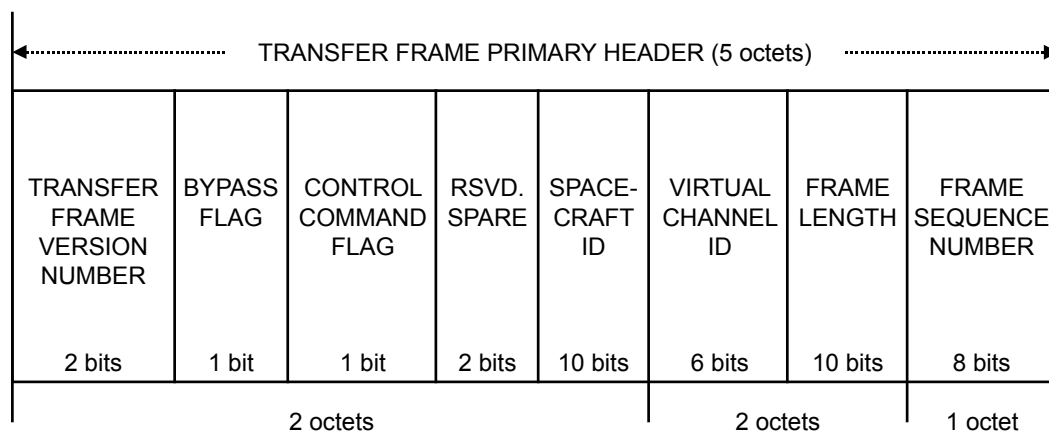 TRANSFER FRAME PRIMARY HEADER (5 octets)
TRANSFER
FRAME
VERSION
NUMBER
BYPASS
FLAG
CONTROL
COMMAND
FLAG
RSVD.
SPARE
SPACE-
CRAFT
ID
VIRTUAL
CHANNEL
ID
FRAME
LENGTH
FRAME
SEQUENCE
NUMBER
2 bits
1 bit
1 bit
2 bits
10 bits
6 bits
10 bits
8 bits
2 octets
2 octets
1 octet